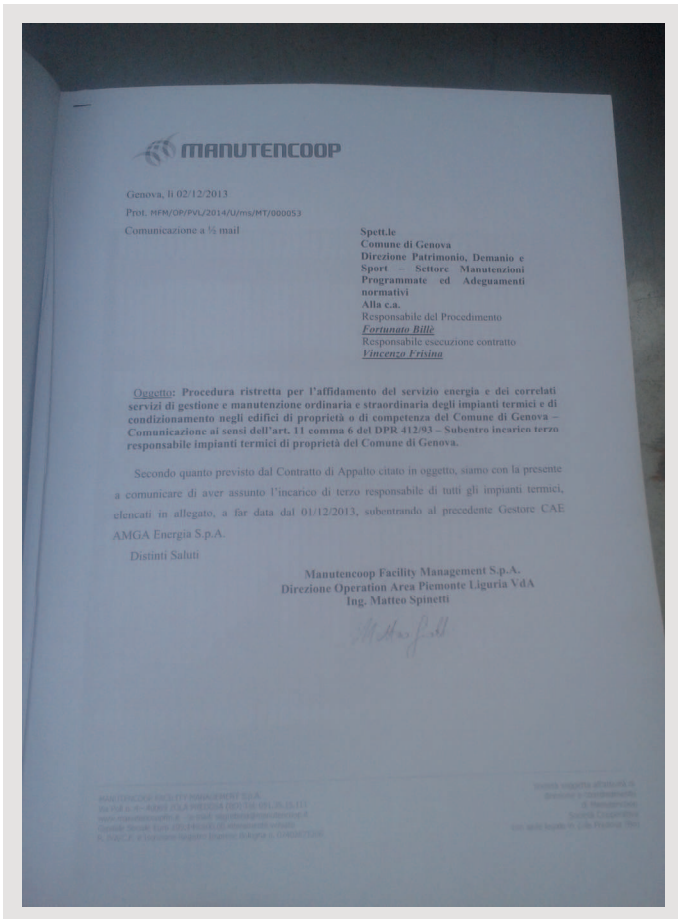 MANUTENCOOP
Genova, li 02/12/2013
Prot. MFM/OP/PVL/2014/U/ms/MT/000053
Comunicazione a ½ mail
Spett.le
Comune di Genova
Direzione Patrimonio, Demanio e
Sport – Settore Manutenzioni
Programmate ed Adeguamenti
normativi
Alla c.a.
Responsabile del Procedimento
Fortunato Billè
Responsabile esecuzione contratto
Vincenzo Frisina
Oggetto: Procedura ristretta per l'affidamento del servizio energia e dei correlati
servizi di gestione e manutenzione ordinaria e straordinaria degli impianti termici e di
condizionamento negli edifici di proprietà o di competenza del Comune di Genova –
Comunicazione ai sensi dell'art. 11 comma 6 del DPR 412/93 – Subentro incarico terzo
responsabile impianti termici di proprietà del Comune di Genova.
Secondo quanto previsto dal Contratto di Appalto citato in oggetto, siamo con la presente
a comunicare di aver assunto l'incarico di terzo responsabile di tutti gli impianti termici,
elencati in allegato, a far data dal 01/12/2013, subentrando al precedente Gestore CAE
AMGA Energia S.p.A.
Distinti Saluti
Manutencoop Facility Management S.p.A.
Direzione Operation Area Piemonte Liguria VdA
Ing. Matteo Spinetti
MANUTENCOOP FACILITY MANAGEMENT S.P.A.